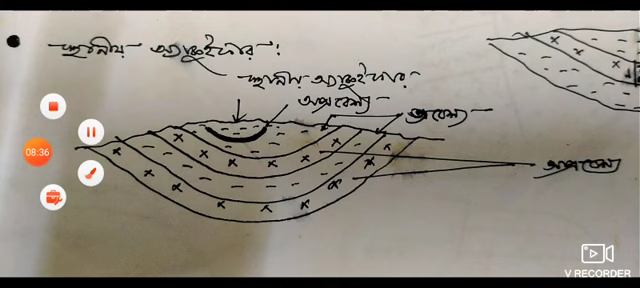 স্থানীয় অ্যাকুইফার :
স্থানীয় অ্যাকুইফার
অপ্রবেশ্য
প্রবেশ্য
অপ্রবেশ্য
08:36
V RECORDER